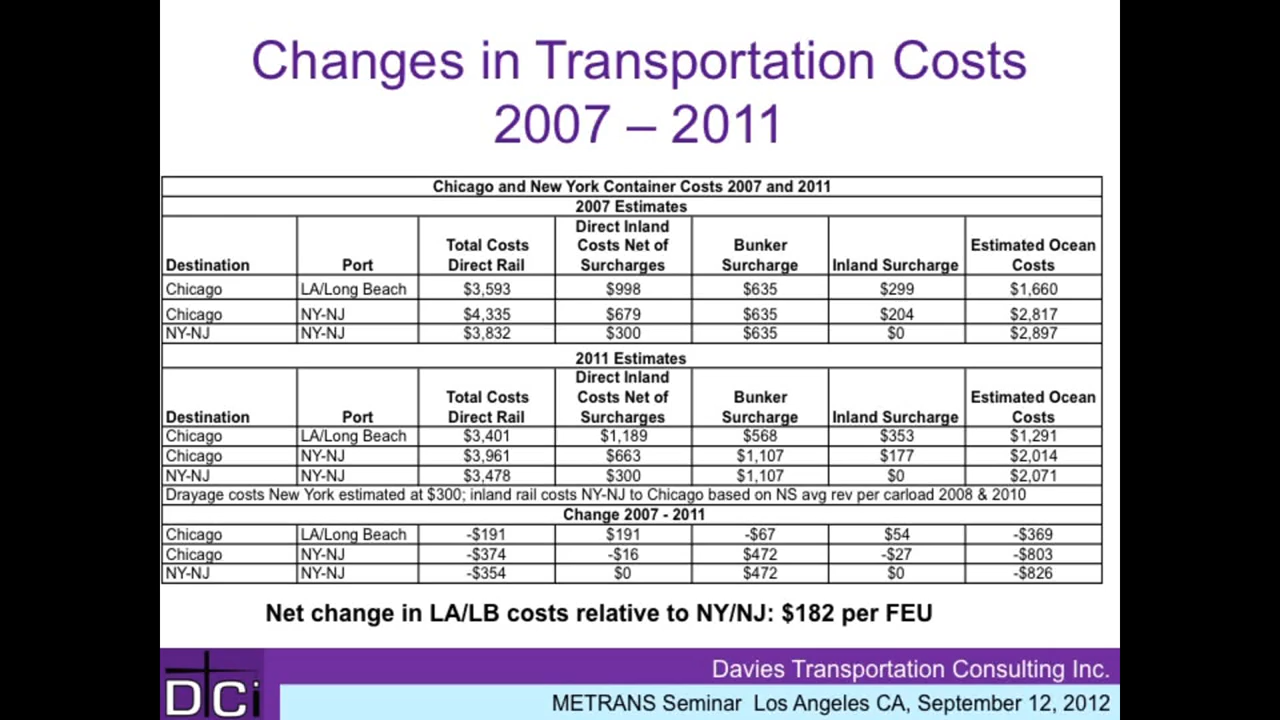 Changes in Transportation Costs
2007 – 2011
Chicago and New York Container Costs 2007 and 2011
2007 Estimates
Destination Port Total Costs Direct Rail Direct Inland Costs Net of Surcharges Bunker Surcharge Inland Surcharge Estimated Ocean Costs
Chicago LA/Long Beach $3,593 $998 $635 $299 $1,660
Chicago NY-NJ $4,335 $679 $635 $204 $2,817
NY-NJ NY-NJ $3,832 $300 $635 $0 $2,897
2011 Estimates
Destination Port Total Costs Direct Rail Direct Inland Costs Net of Surcharges Bunker Surcharge Inland Surcharge Estimated Ocean Costs
Chicago LA/Long Beach $3,401 $1,189 $568 $353 $1,291
Chicago NY-NJ $3,961 $663 $1,107 $177 $2,014
NY-NJ NY-NJ $3,478 $300 $1,107 $0 $2,071
Drayage costs New York estimated at $300; inland rail costs NY-NJ to Chicago based on NS avg rev per carload 2008 & 2010
Change 2007 - 2011
Chicago LA/Long Beach -$191 $191 -$67 $54 -$369
Chicago NY-NJ -$374 -$16 $472 -$27 -$803
NY-NJ NY-NJ -$354 $0 $472 $0 -$826
Net change in LA/LB costs relative to NY/NJ: $182 per FEU
Davies Transportation Consulting Inc.
DTCi
METRANS Seminar Los Angeles CA, September 12, 2012